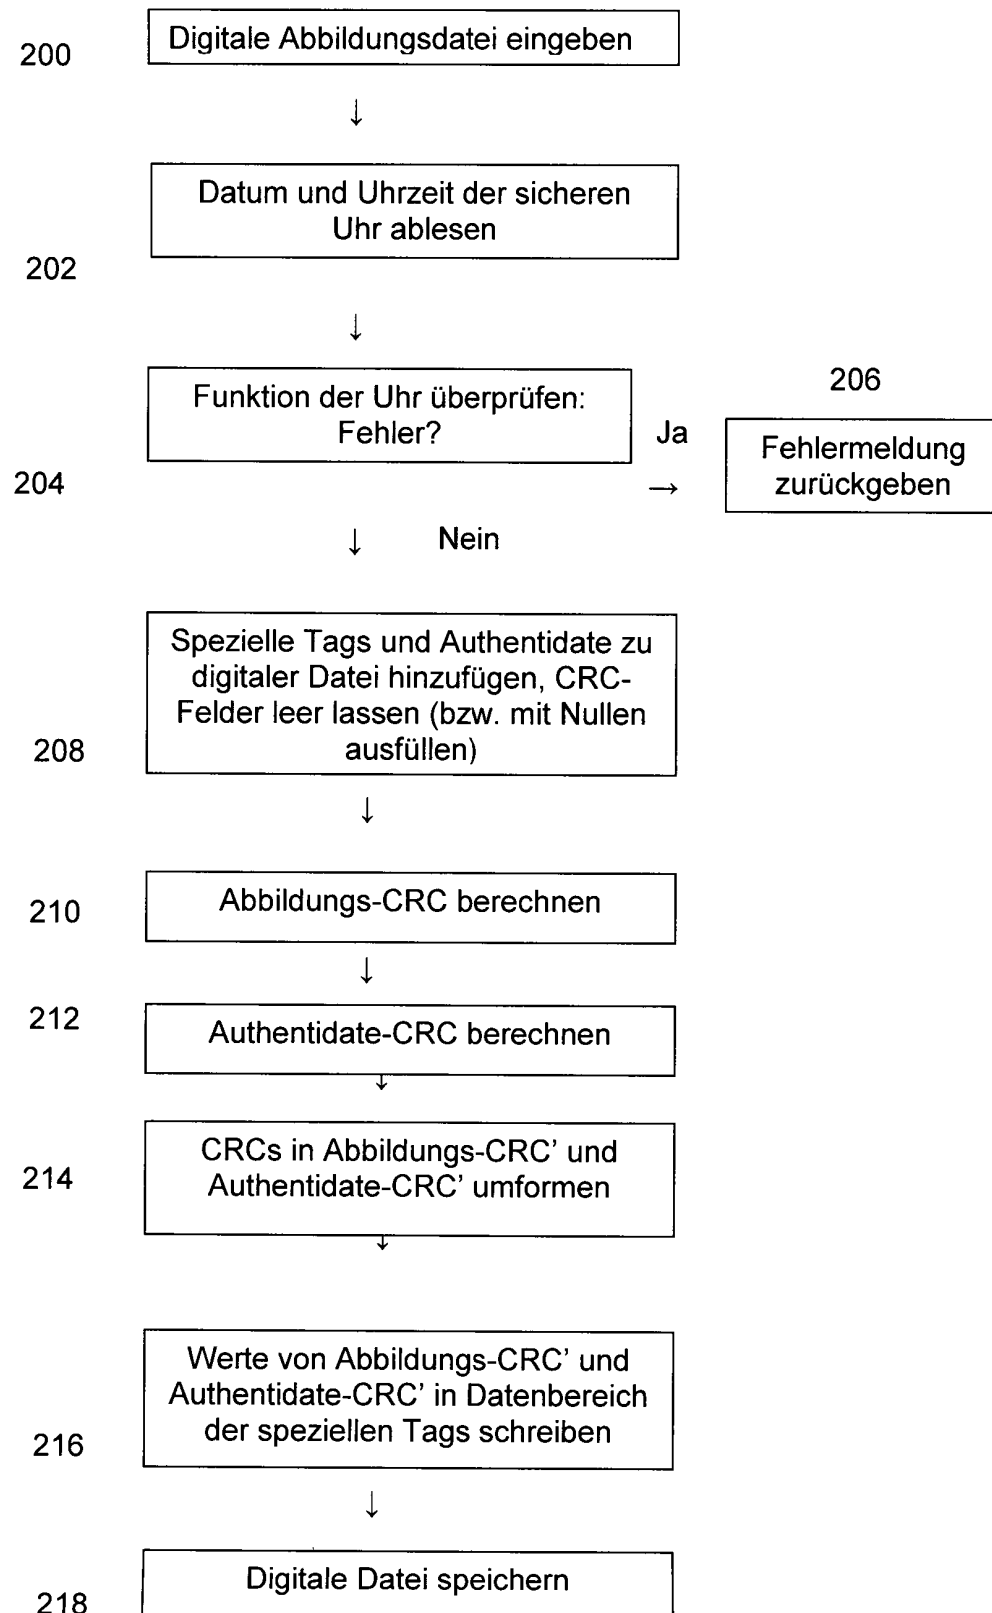 200
Digitale Abbildungsdatei eingeben
↓
Datum und Uhrzeit der sicheren
Uhr ablesen
202
↓
Funktion der Uhr überprüfen:
Fehler?
204
Ja
→
206
Fehlermeldung
zurückgeben
↓ Nein
Spezielle Tags und Authentidate zu
digitaler Datei hinzufügen, CRC-
Felder leer lassen (bzw. mit Nullen
ausfüllen)
208
↓
210
Abbildungs-CRC berechnen
↓
212
Authentidate-CRC berechnen
↓
214
CRCs in Abbildungs-CRC’ und
Authentidate-CRC’ umformen
↓
Werte von Abbildungs-CRC’ und
Authentidate-CRC’ in Datenbereich
der speziellen Tags schreiben
216
↓
Digitale Datei speichern
218